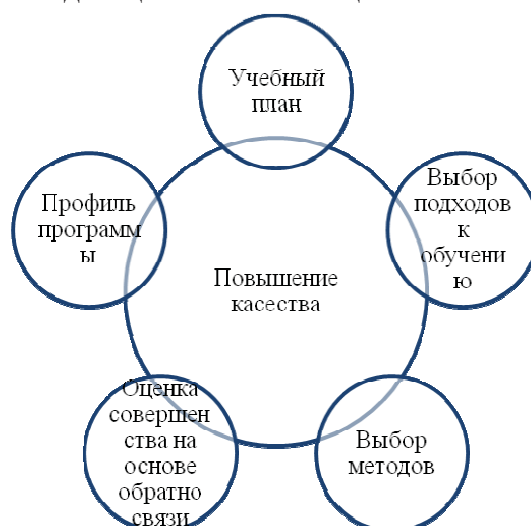 Учебный
план
Выбор
подходов
к
обучени
ю
Профиль
программ
ы
Повышение
касества
Оценка
совершен
ства на
основе
обратно
связи
Выбор
методов